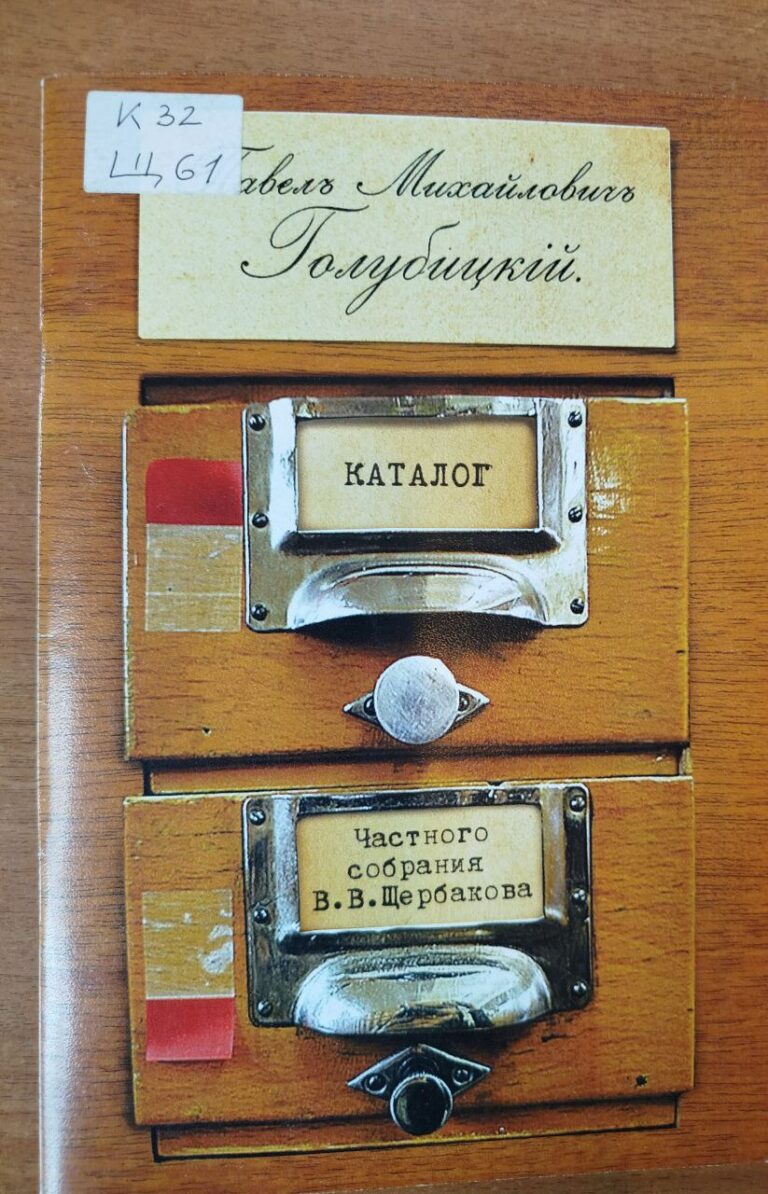 К 32
Щ 61
Павелъ Михайловичъ
Голубицкій.
КАТАЛОГ
Частного
собрания
В.В.Щербакова